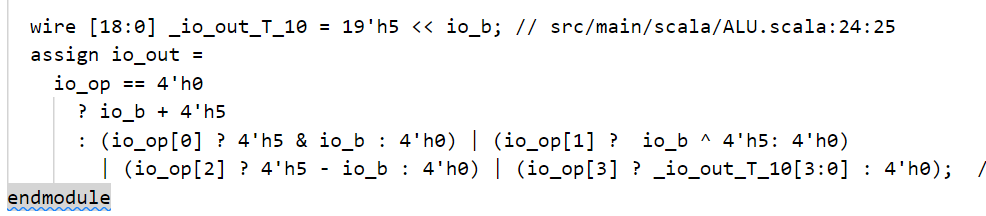 wire [18:0] _io_out_T_10 = 19'h5 << io_b; // src/main/scala/ALU.scala:24:25
assign io_out =
io_op == 4'h0
? io_b + 4'h5
: (io_op[0] ? 4'h5 & io_b : 4'h0) | (io_op[1] ?  io_b ^ 4'h5: 4'h0)
| (io_op[2] ? 4'h5 - io_b : 4'h0) | (io_op[3] ? _io_out_T_10[3:0] : 4'h0);  /
endmodule